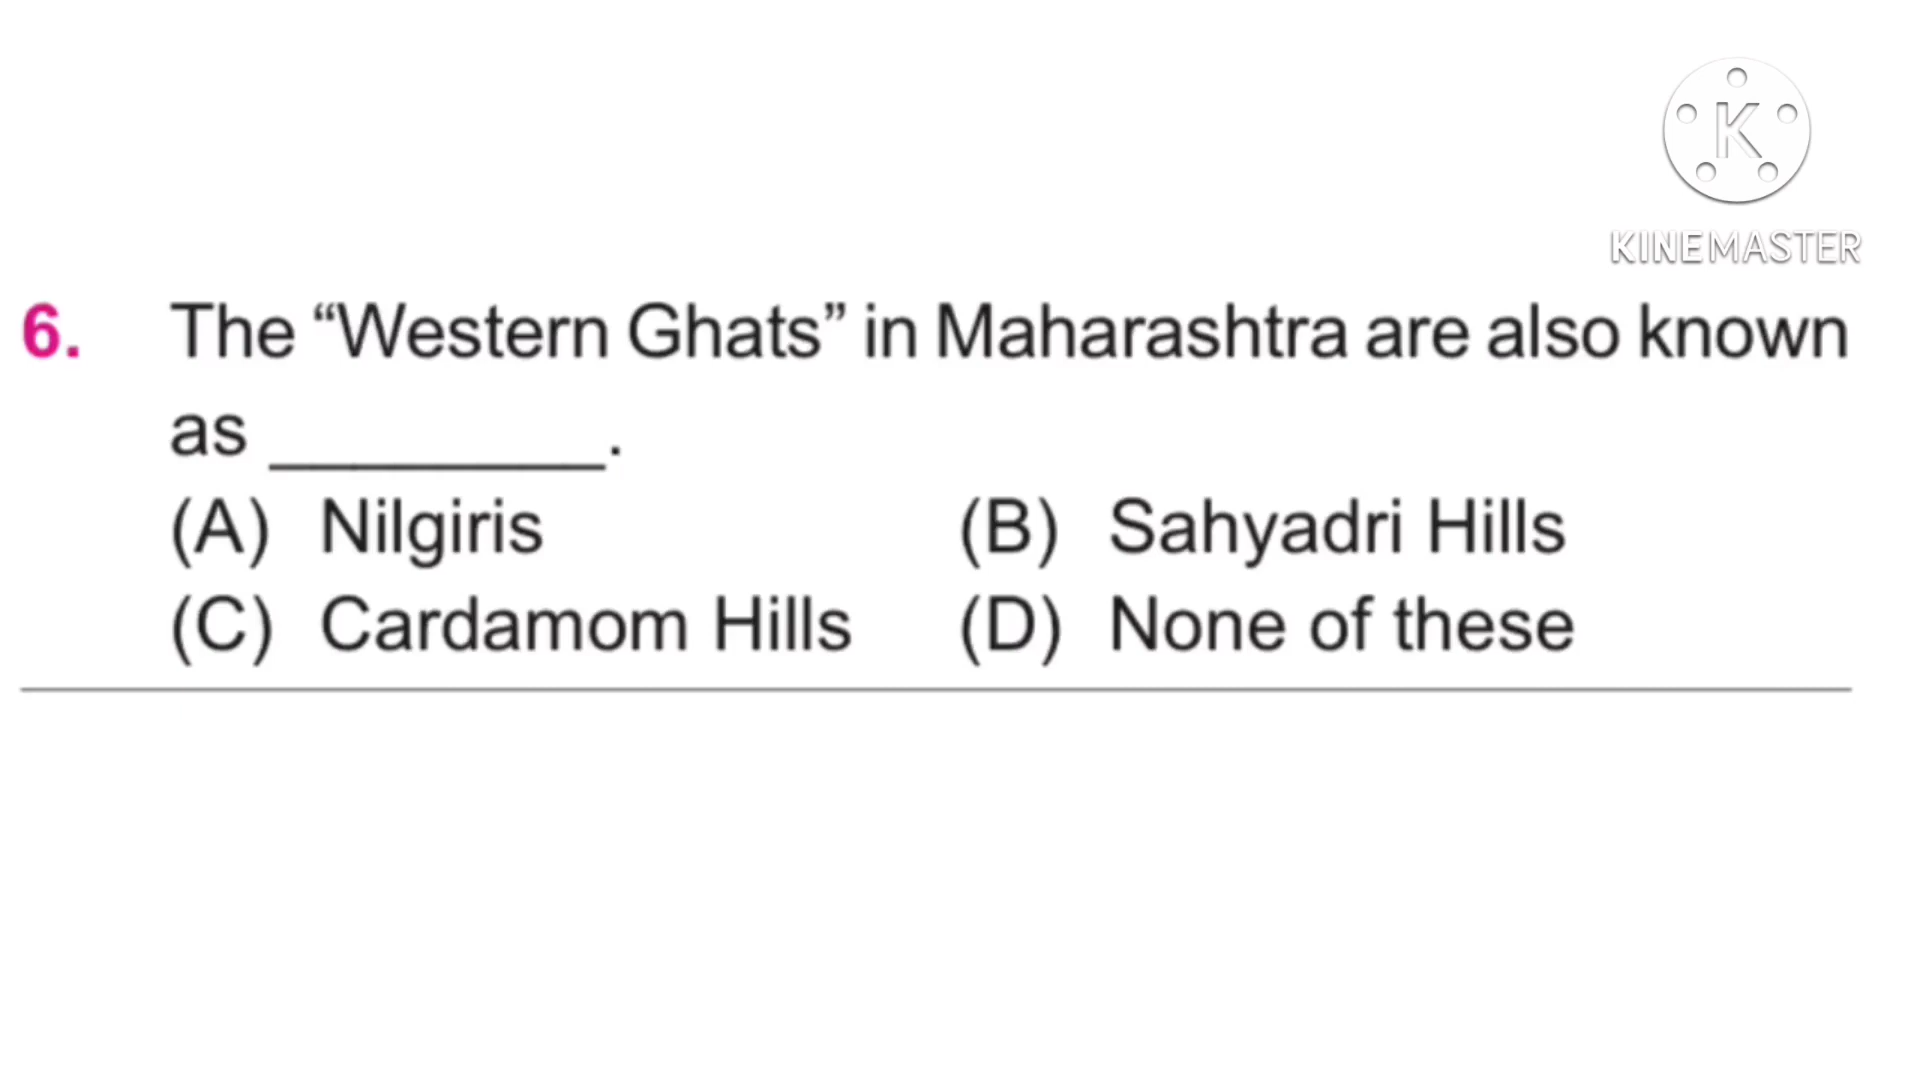 K
KINEMASTER
6. The “Western Ghats” in Maharashtra are also known
as ________.
(A) Nilgiris (B) Sahyadri Hills
(C) Cardamom Hills (D) None of these